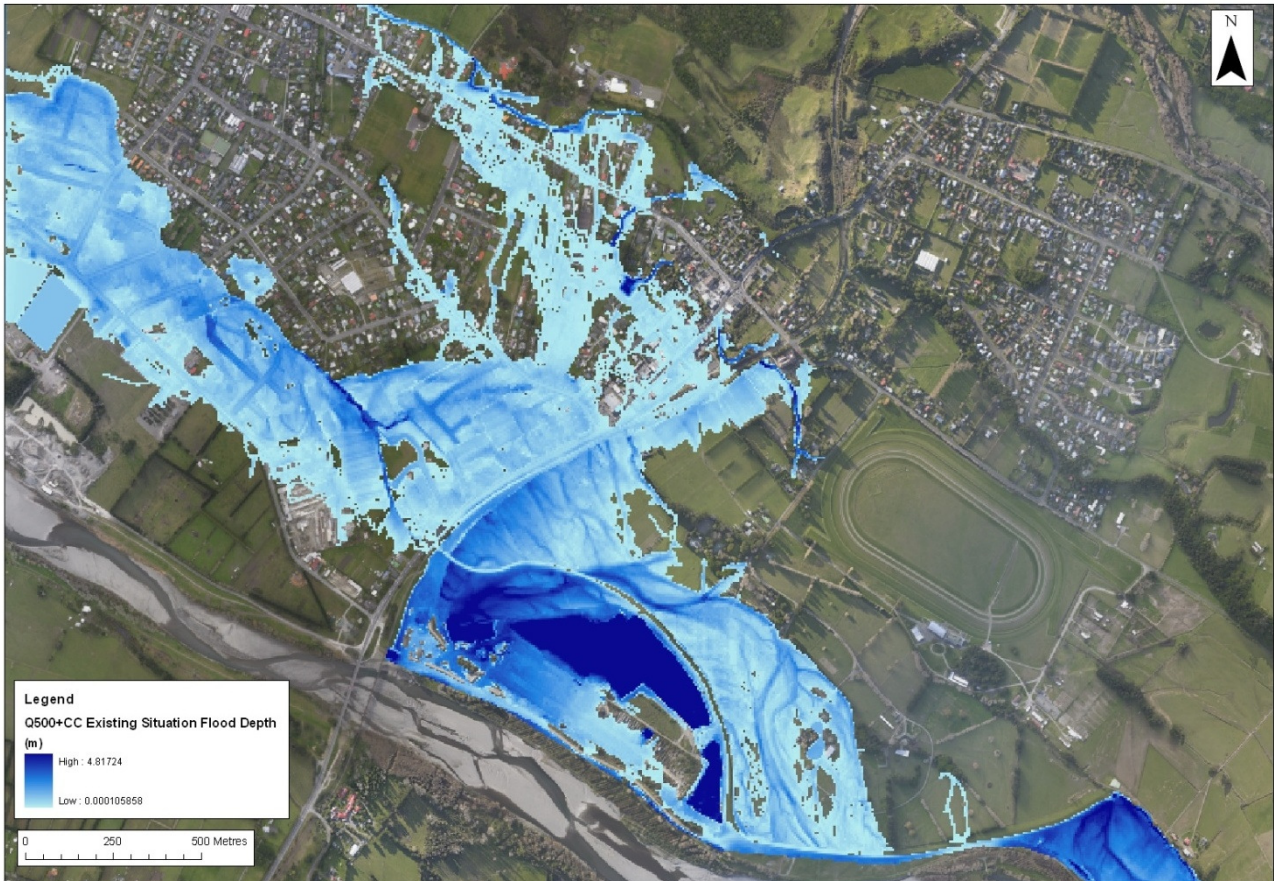 N
Legend
Q500+CC Existing Situation Flood Depth
(m)
High : 4.81724
Low : 0.000105858
0 250 500 Metres